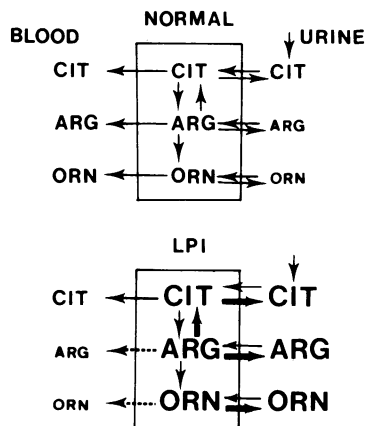 NORMAL
BLOOD URINE
CIT CIT CIT
ARG ARG ARG
ORN ORN ORN
LPI
CIT CIT CIT
ARG ARG ARG
ORN ORN ORN